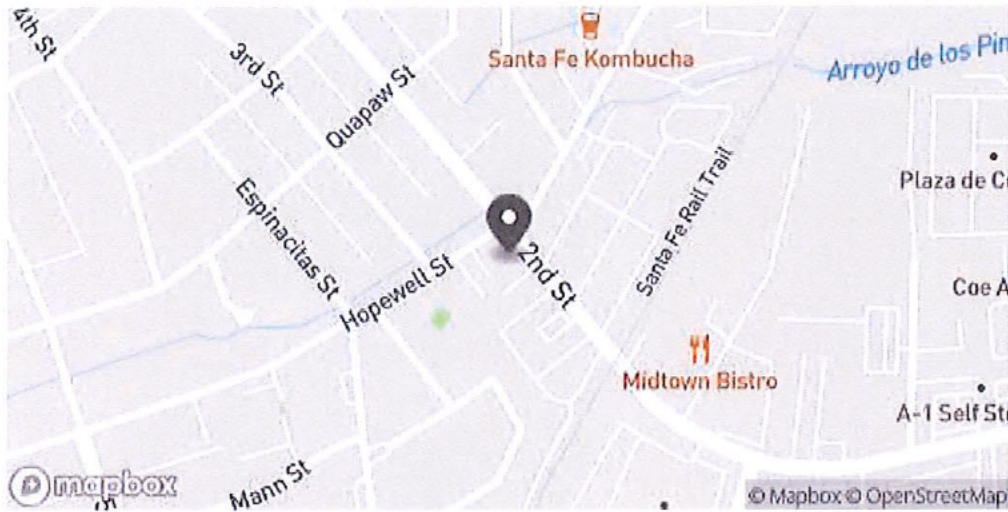 4th St
3rd St
Santa Fe Kombucha
Arroyo de los Pin
Quapaw St
Plaza de C
Espinacitas St
Santa Fe Rail Trail
Hopewell St
2nd St
Coe A
Midtown Bistro
A-1 Self Sto
Mann St
mapbox
© Mapbox © OpenStreetMap